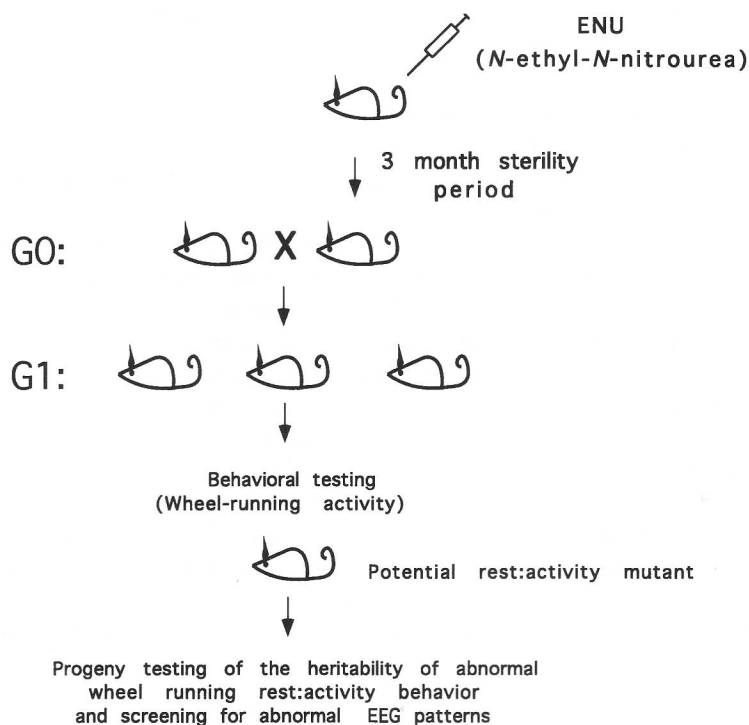 ENU
(N-ethyl-N-nitrourea)
3 month sterility
period
G0:
X
G1:
Behavioral testing
(Wheel-running activity)
Potential rest:activity mutant
Progeny testing of the heritability of abnormal
wheel running rest:activity behavior
and screening for abnormal EEG patterns